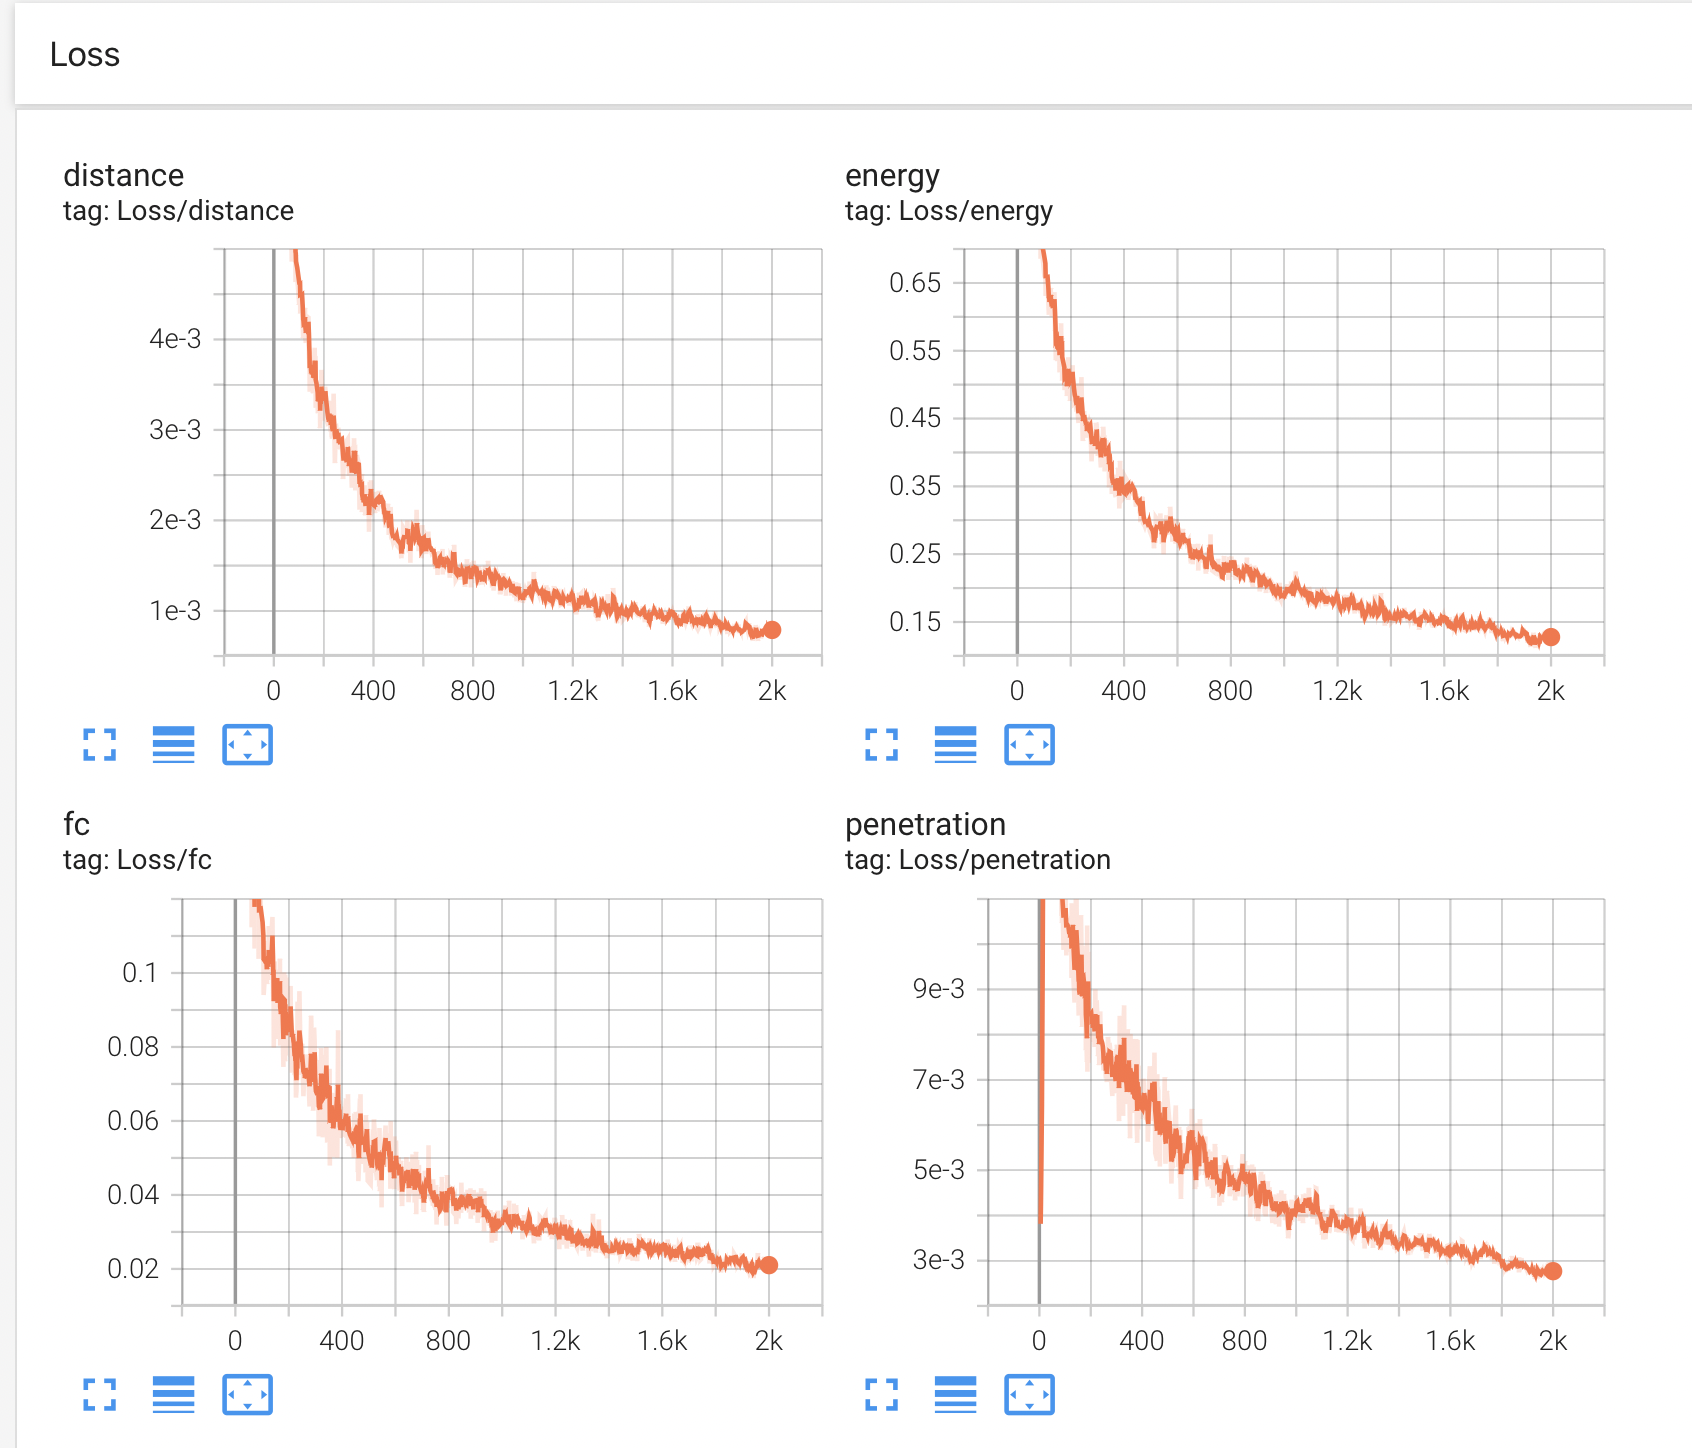 Loss
distance
tag: Loss/distance
4e-3
3e-3
2e-3
1e-3
0 400 800 1.2k 1.6k 2k
energy
tag: Loss/energy
0.65
0.55
0.45
0.35
0.25
0.15
0 400 800 1.2k 1.6k 2k
fc
tag: Loss/fc
0.1
0.08
0.06
0.04
0.02
0 400 800 1.2k 1.6k 2k
penetration
tag: Loss/penetration
9e-3
7e-3
5e-3
3e-3
0 400 800 1.2k 1.6k 2k